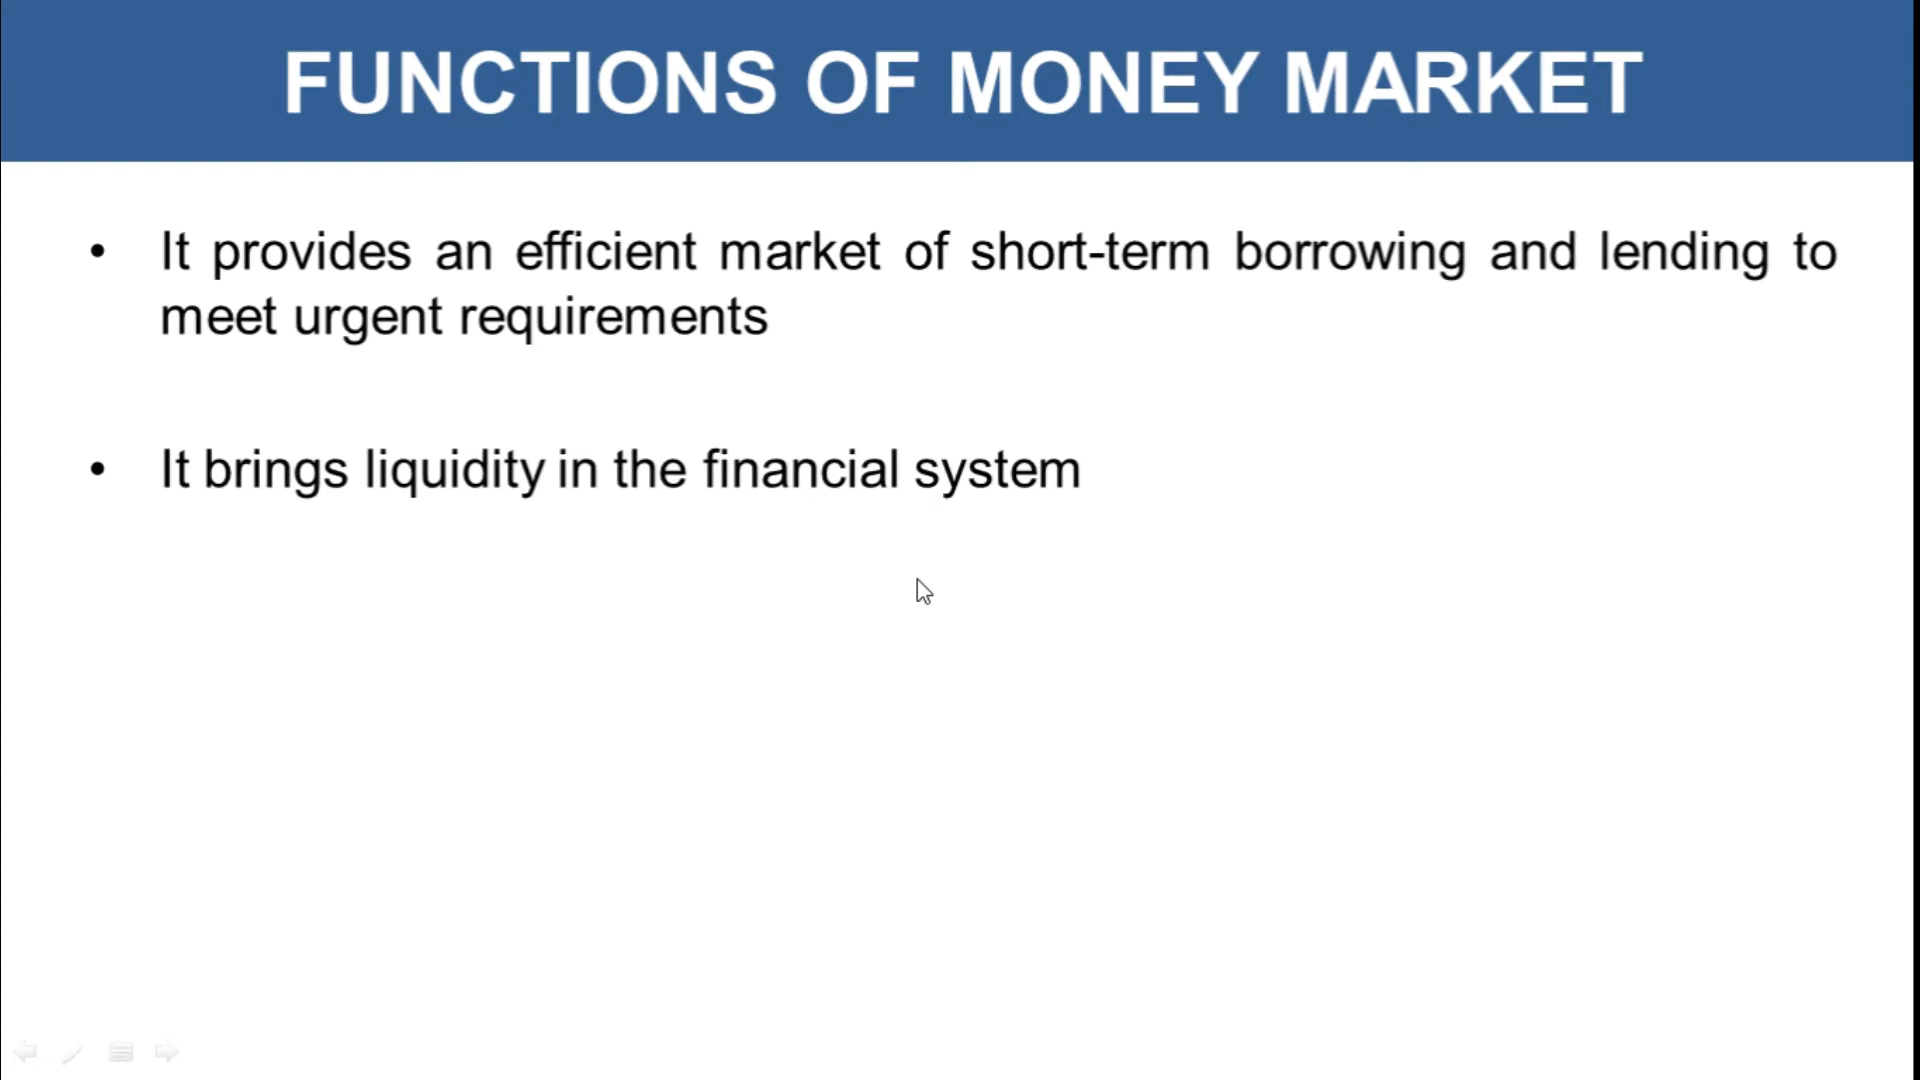 FUNCTIONS OF MONEY MARKET
• It provides an efficient market of short-term borrowing and lending to
meet urgent requirements
• It brings liquidity in the financial system